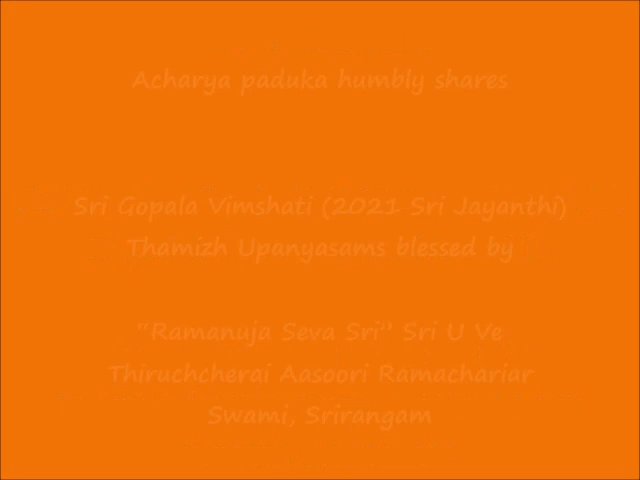 Acharya paduka humbly shares
Sri Gopala Vimshati (2021 Sri Jayanthi)
Thamizh Upanyasams blessed by
“Ramanuja Seva Sri” Sri U Ve
Thiruchcherai Aasoori Ramachariar
Swami, Srirangam